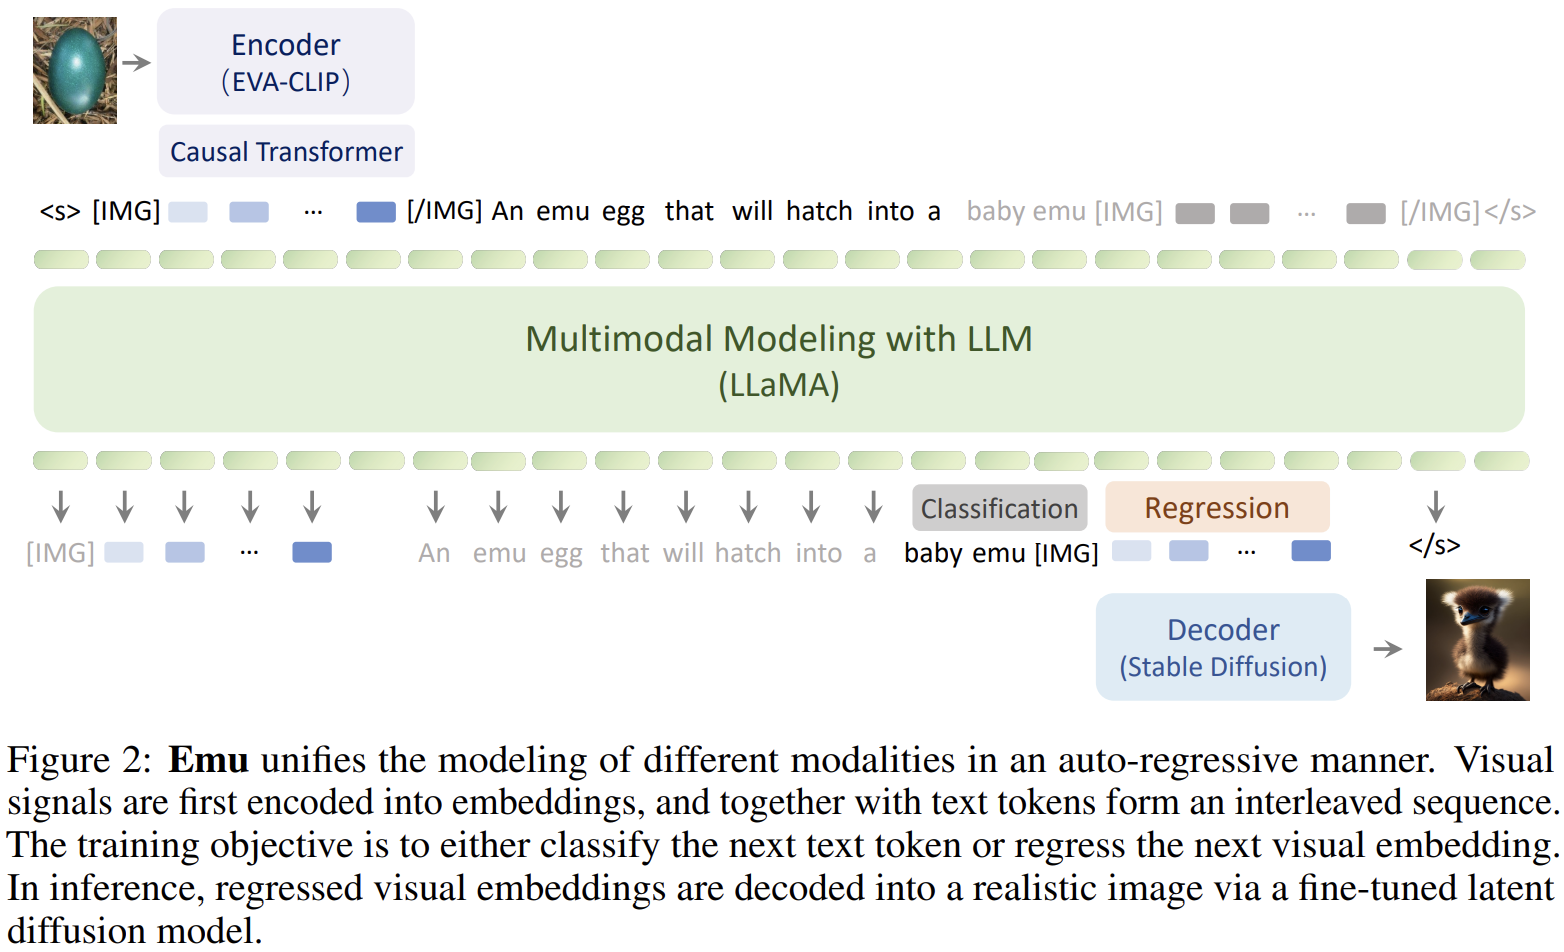 Encoder
(EVA-CLIP)
Causal Transformer
<s> [IMG] ... [/IMG] An emu egg that will hatch into a baby emu [IMG] ... [/IMG] </s>
Multimodal Modeling with LLM
(LLaMA)
Classification
Regression
[IMG] ... An emu egg that will hatch into a baby emu [IMG] ... </s>
Decoder
(Stable Diffusion)
Figure 2: Emu unifies the modeling of different modalities in an auto-regressive manner. Visual
signals are first encoded into embeddings, and together with text tokens form an interleaved sequence.
The training objective is to either classify the next text token or regress the next visual embedding.
In inference, regressed visual embeddings are decoded into a realistic image via a fine-tuned latent
diffusion model.